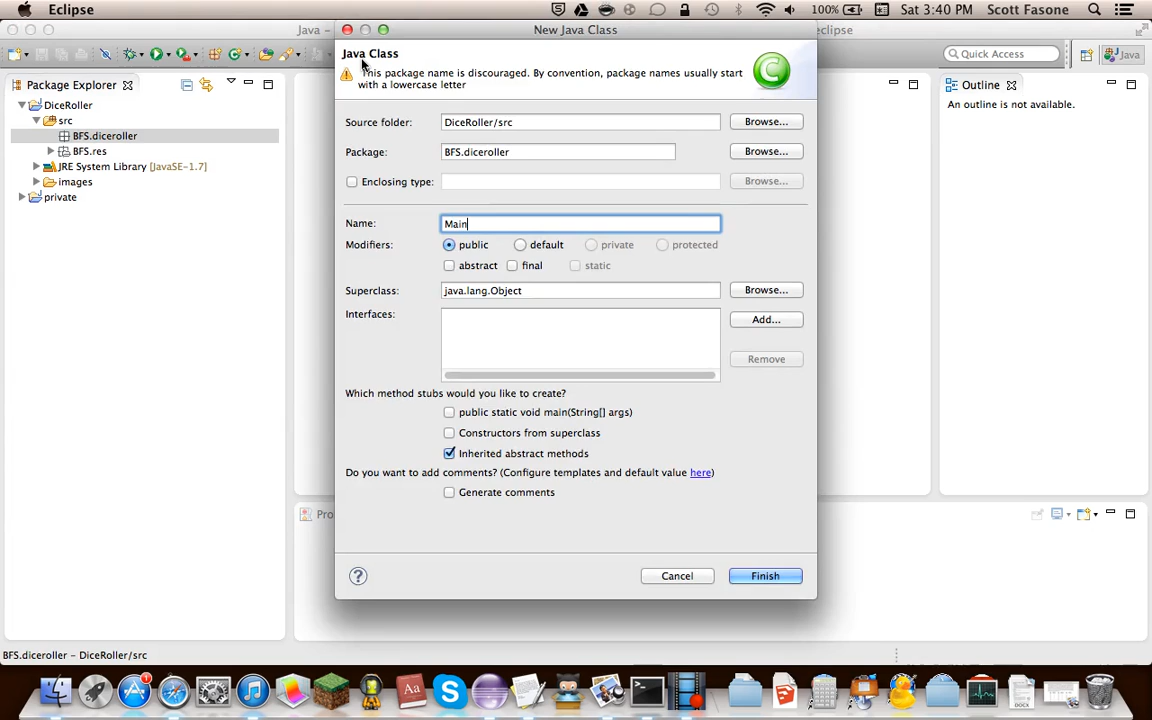 Eclipse 100% Sat 3:40 PM Scott Fasone
Java – New Java Class eclipse
Quick Access Java
Package Explorer
DiceRoller
src
BFS.diceroller
BFS.res
JRE System Library [JavaSE-1.7]
images
private
Java Class
This package name is discouraged. By convention, package names usually start
with a lowercase letter
Source folder: DiceRoller/src Browse...
Package: BFS.diceroller Browse...
Enclosing type: Browse...
Name: Main
Modifiers: public default private protected
abstract final static
Superclass: java.lang.Object Browse...
Interfaces: Add...
Remove
Which method stubs would you like to create?
public static void main(String[] args)
Constructors from superclass
Inherited abstract methods
Do you want to add comments? (Configure templates and default value here)
Generate comments
? Cancel Finish
Outline
An outline is not available.
Pro
BFS.diceroller – DiceRoller/src